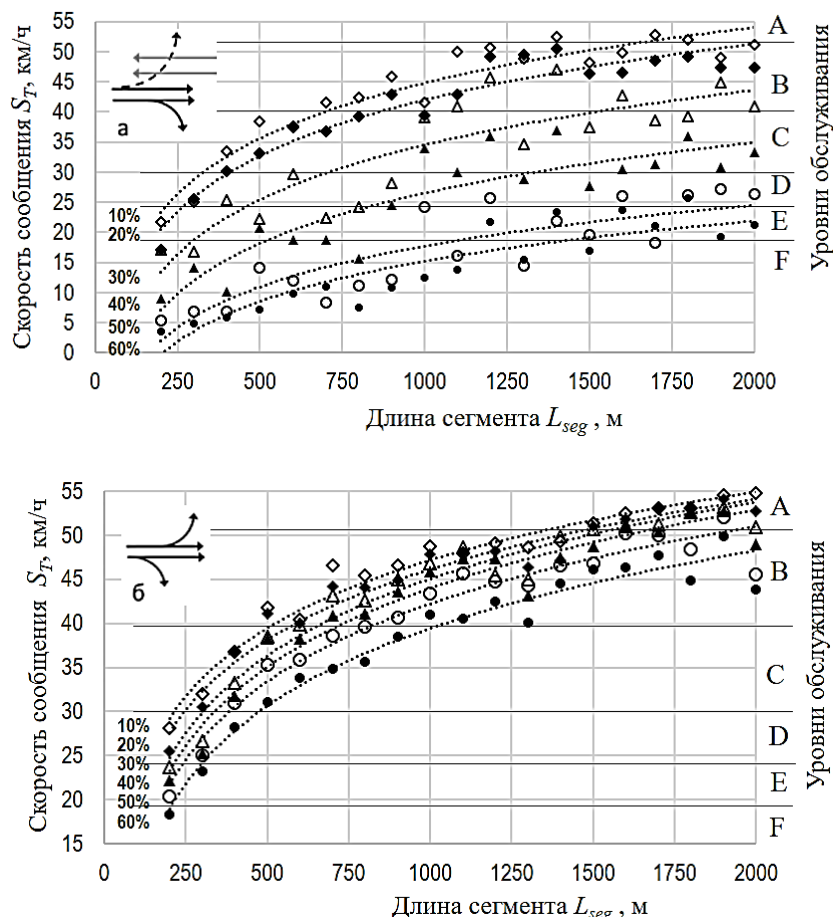 Скорость сообщения S_T, км/ч
55
50
45
40
35
30
25
20
15
10
5
0
а
10%
20%
30%
40%
50%
60%
A
B
C
D
E
F
Уровни обслуживания
0 250 500 750 1000 1250 1500 1750 2000
Длина сегмента L_seg , м
Скорость сообщения S_T, км/ч
55
50
45
40
35
30
25
20
15
б
10%
20%
30%
40%
50%
60%
A
B
C
D
E
F
Уровни обслуживания
0 250 500 750 1000 1250 1500 1750 2000
Длина сегмента L_seg , м